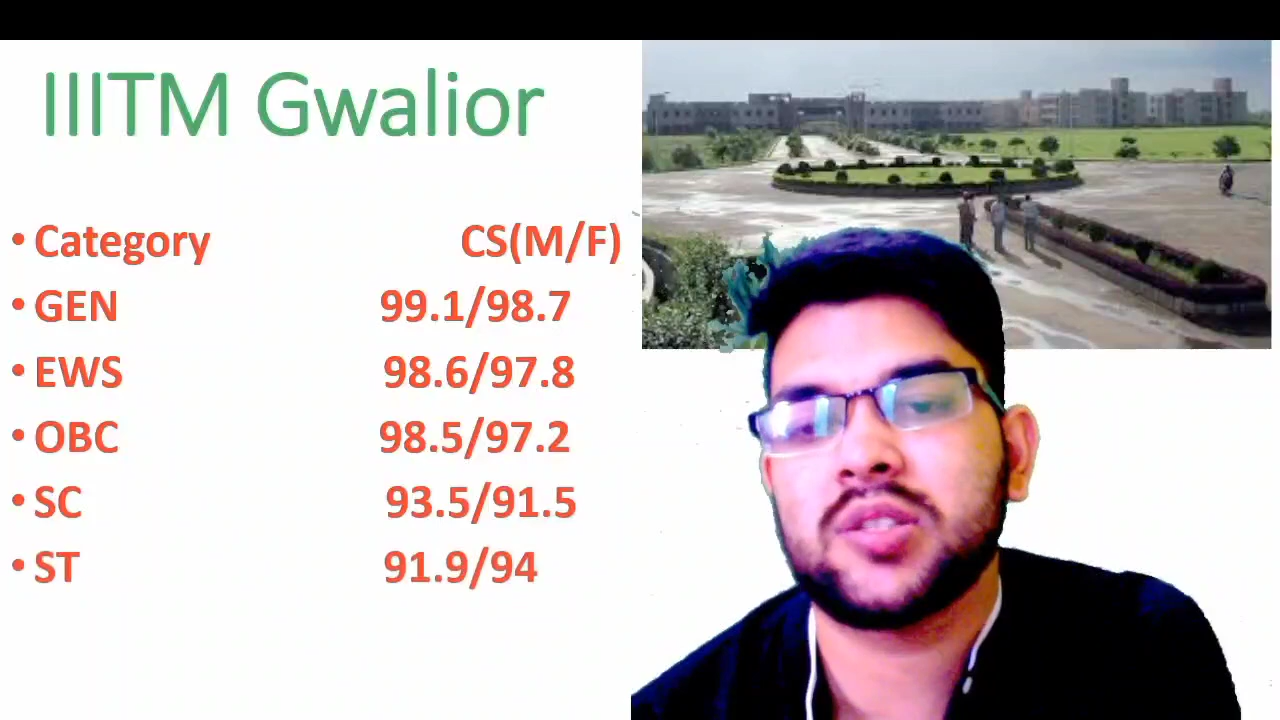 IIITM Gwalior
• Category CS(M/F)
• GEN 99.1/98.7
• EWS 98.6/97.8
• OBC 98.5/97.2
• SC 93.5/91.5
• ST 91.9/94